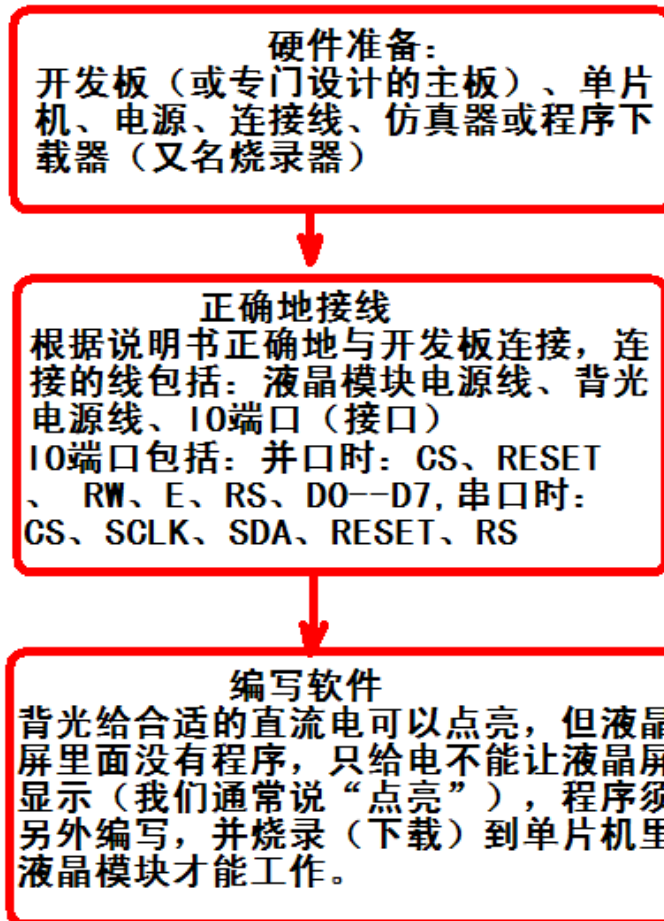 硬件准备：
开发板（或专门设计的主板）、单片
机、电源、连接线、仿真器或程序下
载器（又名烧录器）
正确地接线
根据说明书正确地与开发板连接，连
接的线包括：液晶模块电源线、背光
电源线、IO端口（接口）
IO端口包括：并口时：CS、RESET
、 RW、E、RS、D0--D7,串口时：
CS、SCLK、SDA、RESET、RS
编写软件
背光给合适的直流电可以点亮，但液晶
屏里面没有程序，只给电不能让液晶屏
显示（我们通常说“点亮”），程序须
另外编写，并烧录（下载）到单片机里
液晶模块才能工作。